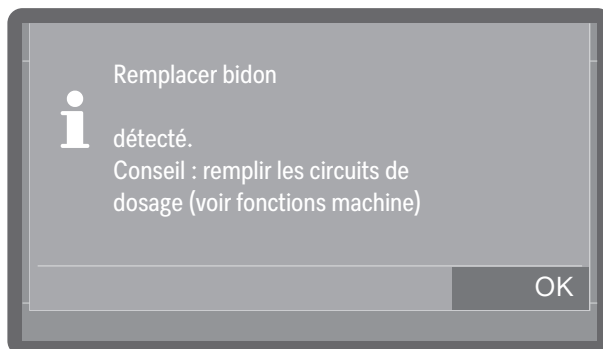 Remplacer bidon
détecté.
Conseil : remplir les circuits de
dosage (voir fonctions machine)
OK